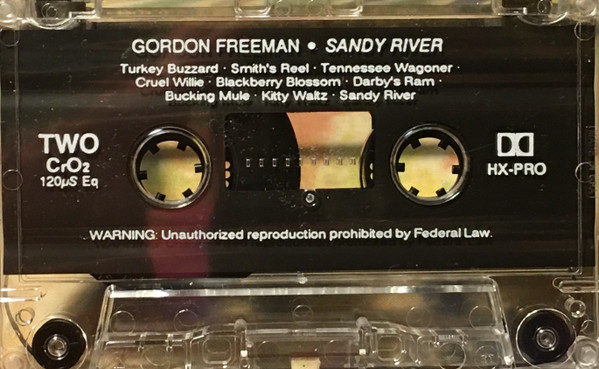 GORDON FREEMAN • SANDY RIVER
Turkey Buzzard · Smith's Reel · Tennessee Wagoner ·
Cruel Willie · Blackberry Blossom · Darby's Ram ·
Bucking Mule · Kitty Waltz · Sandy River
TWO
CrO2
120µS Eq
HX-PRO
WARNING: Unauthorized reproduction prohibited by Federal Law.